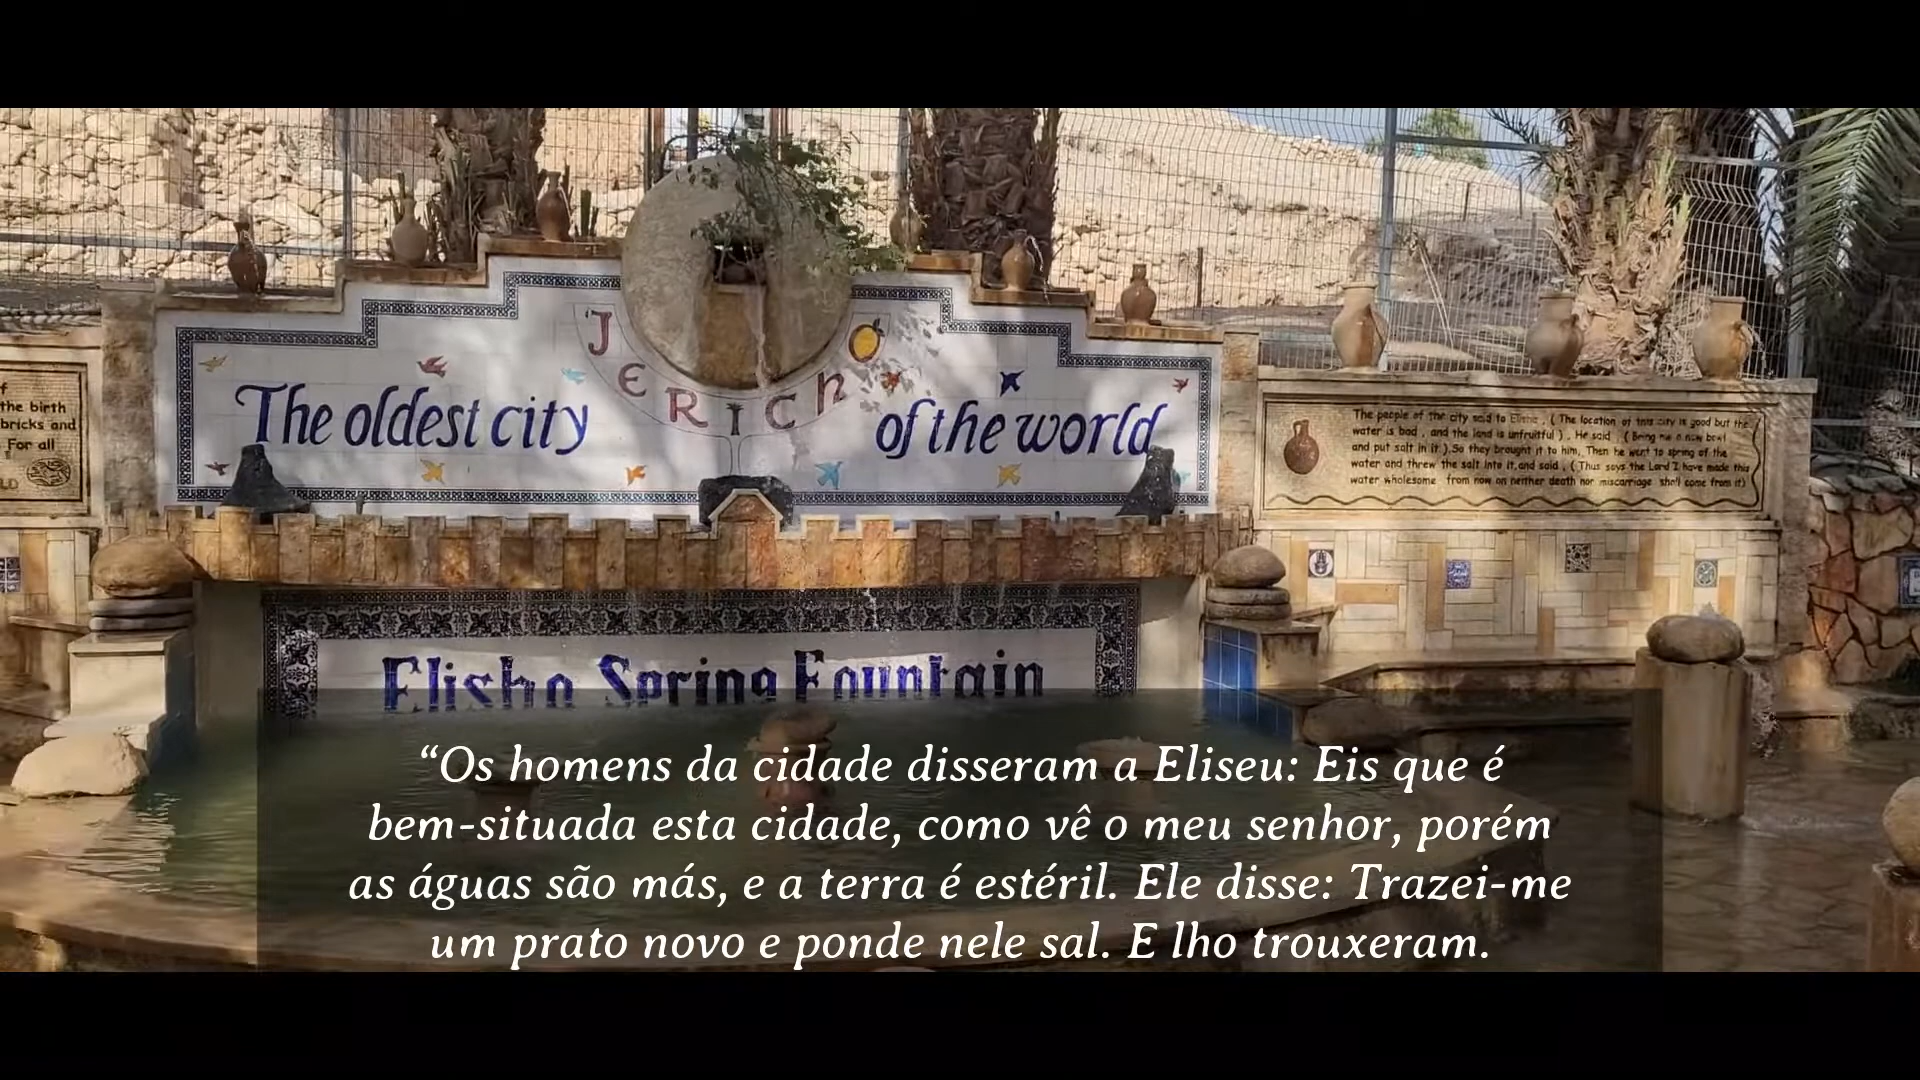 JERICHO
The oldest city of the world
f
the birth
bricks and
For all
LD
The people of the city said to Elisha , ( The location of this city is good but the
water is bad , and the land is unfruitful ) , He said , ( Bring me a new bowl
and put salt in it ),So they brought it to him, Then he went to spring of the
water and threw the salt into it,and said , ( Thus says the Lord I have made this
water wholesome from now on neither death nor miscarriage shall come from it)
Elisha Spring Fountain
“Os homens da cidade disseram a Eliseu: Eis que é
bem-situada esta cidade, como vê o meu senhor, porém
as águas são más, e a terra é estéril. Ele disse: Trazei-me
um prato novo e ponde nele sal. E lho trouxeram.